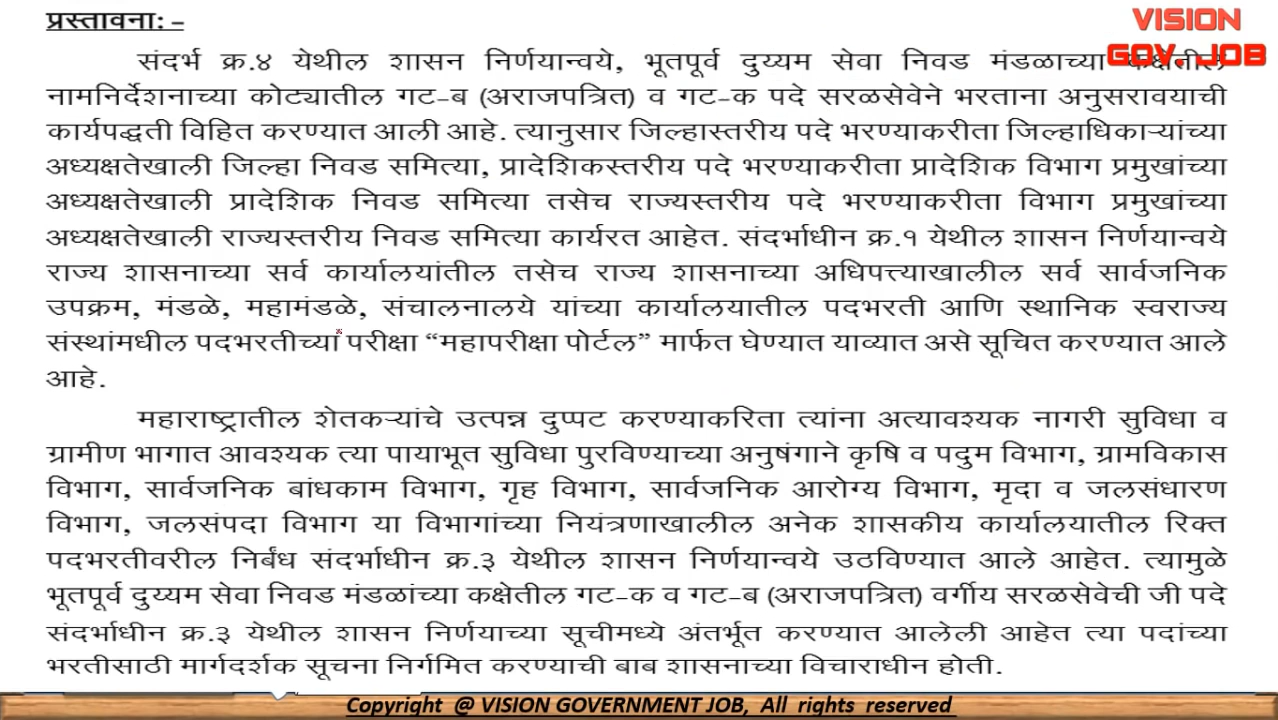 प्रस्तावना: –
VISION
GOV. JOB
संदर्भ क्र.४ येथील शासन निर्णयान्वये, भूतपूर्व दुय्यम सेवा निवड मंडळाच्या कक्षेतील
नामनिर्देशनाच्या कोट्यातील गट-ब (अराजपत्रित) व गट-क पदे सरळसेवेने भरताना अनुसरावयाची
कार्यपद्धती विहित करण्यात आली आहे. त्यानुसार जिल्हास्तरीय पदे भरण्याकरीता जिल्हाधिकाऱ्यांच्या
अध्यक्षतेखाली जिल्हा निवड समित्या, प्रादेशिकस्तरीय पदे भरण्याकरीता प्रादेशिक विभाग प्रमुखांच्या
अध्यक्षतेखाली प्रादेशिक निवड समित्या तसेच राज्यस्तरीय पदे भरण्याकरीता विभाग प्रमुखांच्या
अध्यक्षतेखाली राज्यस्तरीय निवड समित्या कार्यरत आहेत. संदर्भाधीन क्र.१ येथील शासन निर्णयान्वये
राज्य शासनाच्या सर्व कार्यालयांतील तसेच राज्य शासनाच्या अधिपत्त्याखालील सर्व सार्वजनिक
उपक्रम, मंडळे, महामंडळे, संचालनालये यांच्या कार्यालयातील पदभरती आणि स्थानिक स्वराज्य
संस्थांमधील पदभरतीच्या परीक्षा “महापरीक्षा पोर्टल” मार्फत घेण्यात याव्यात असे सूचित करण्यात आले
आहे.
महाराष्ट्रातील शेतकऱ्यांचे उत्पन्न दुप्पट करण्याकरिता त्यांना अत्यावश्यक नागरी सुविधा व
ग्रामीण भागात आवश्यक त्या पायाभूत सुविधा पुरविण्याच्या अनुषंगाने कृषि व पदुम विभाग, ग्रामविकास
विभाग, सार्वजनिक बांधकाम विभाग, गृह विभाग, सार्वजनिक आरोग्य विभाग, मृदा व जलसंधारण
विभाग, जलसंपदा विभाग या विभागांच्या नियंत्रणाखालील अनेक शासकीय कार्यालयातील रिक्त
पदभरतीवरील निर्बंध संदर्भाधीन क्र.३ येथील शासन निर्णयान्वये उठविण्यात आले आहेत. त्यामुळे
भूतपूर्व दुय्यम सेवा निवड मंडळांच्या कक्षेतील गट-क व गट-ब (अराजपत्रित) वर्गीय सरळसेवेची जी पदे
संदर्भाधीन क्र.३ येथील शासन निर्णयाच्या सूचीमध्ये अंतर्भूत करण्यात आलेली आहेत त्या पदांच्या
भरतीसाठी मार्गदर्शक सूचना निर्गमित करण्याची बाब शासनाच्या विचाराधीन होती.
Copyright @ VISION GOVERNMENT JOB, All rights reserved